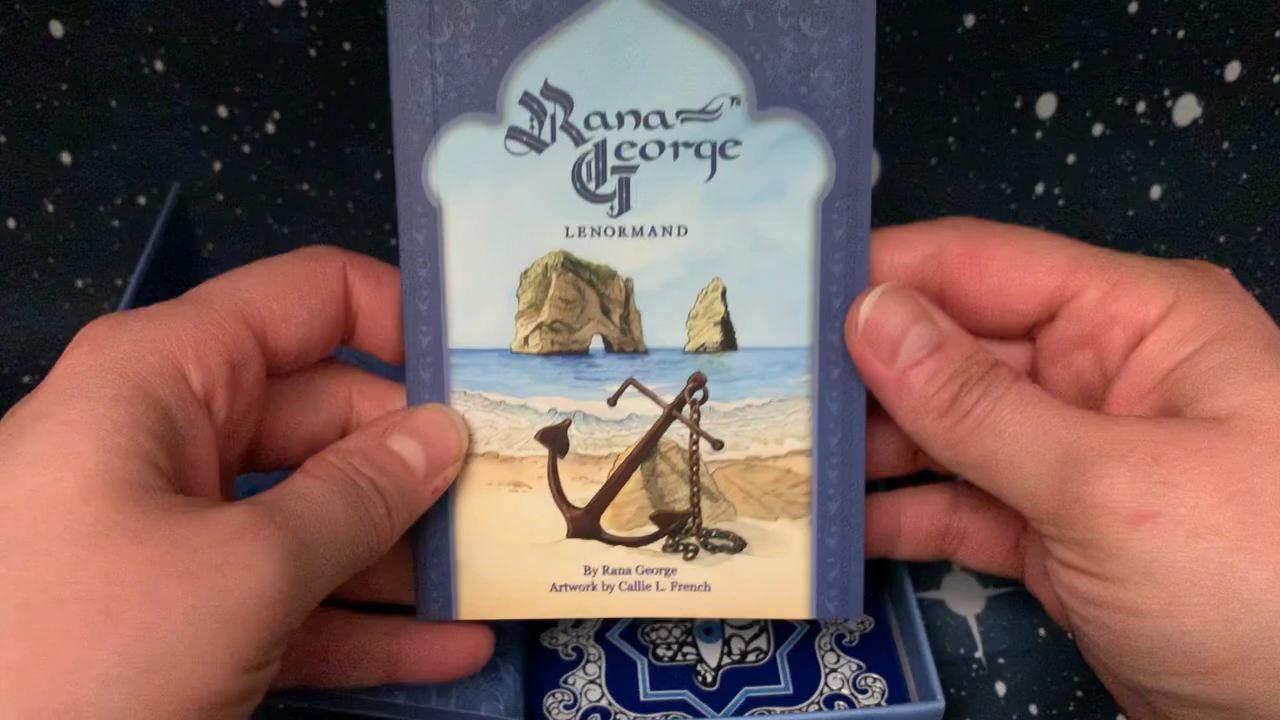 Rana
George
LENORMAND
By Rana George
Artwork by Callie L. French